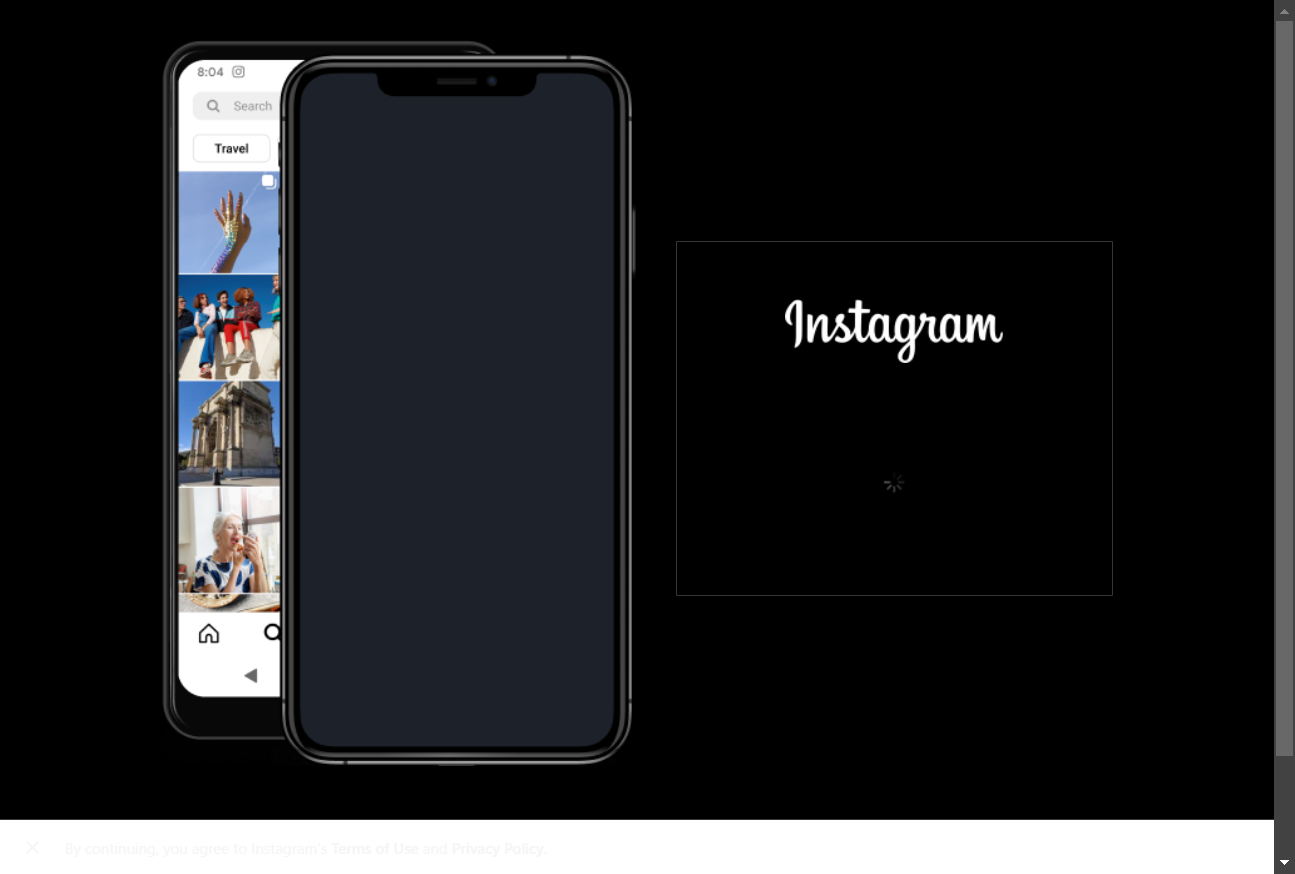 8:04
Search
Travel
Instagram
By continuing, you agree to Instagram's Terms of Use and Privacy Policy.